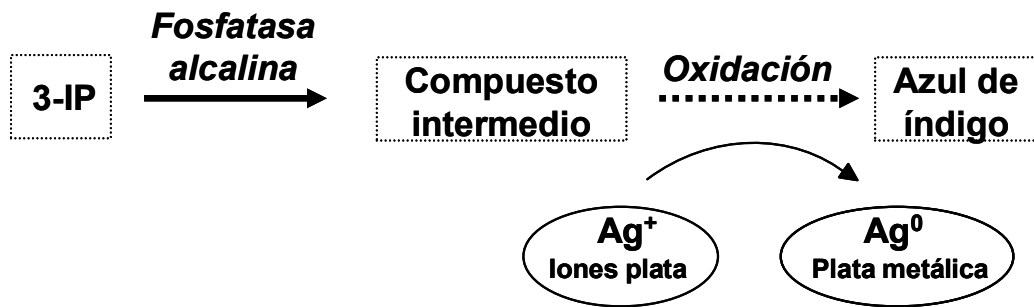 Fosfatasa
alcalina
3-IP
Compuesto
intermedio
Oxidación
Azul de
índigo
Ag⁺
Iones plata
Ag⁰
Plata metálica